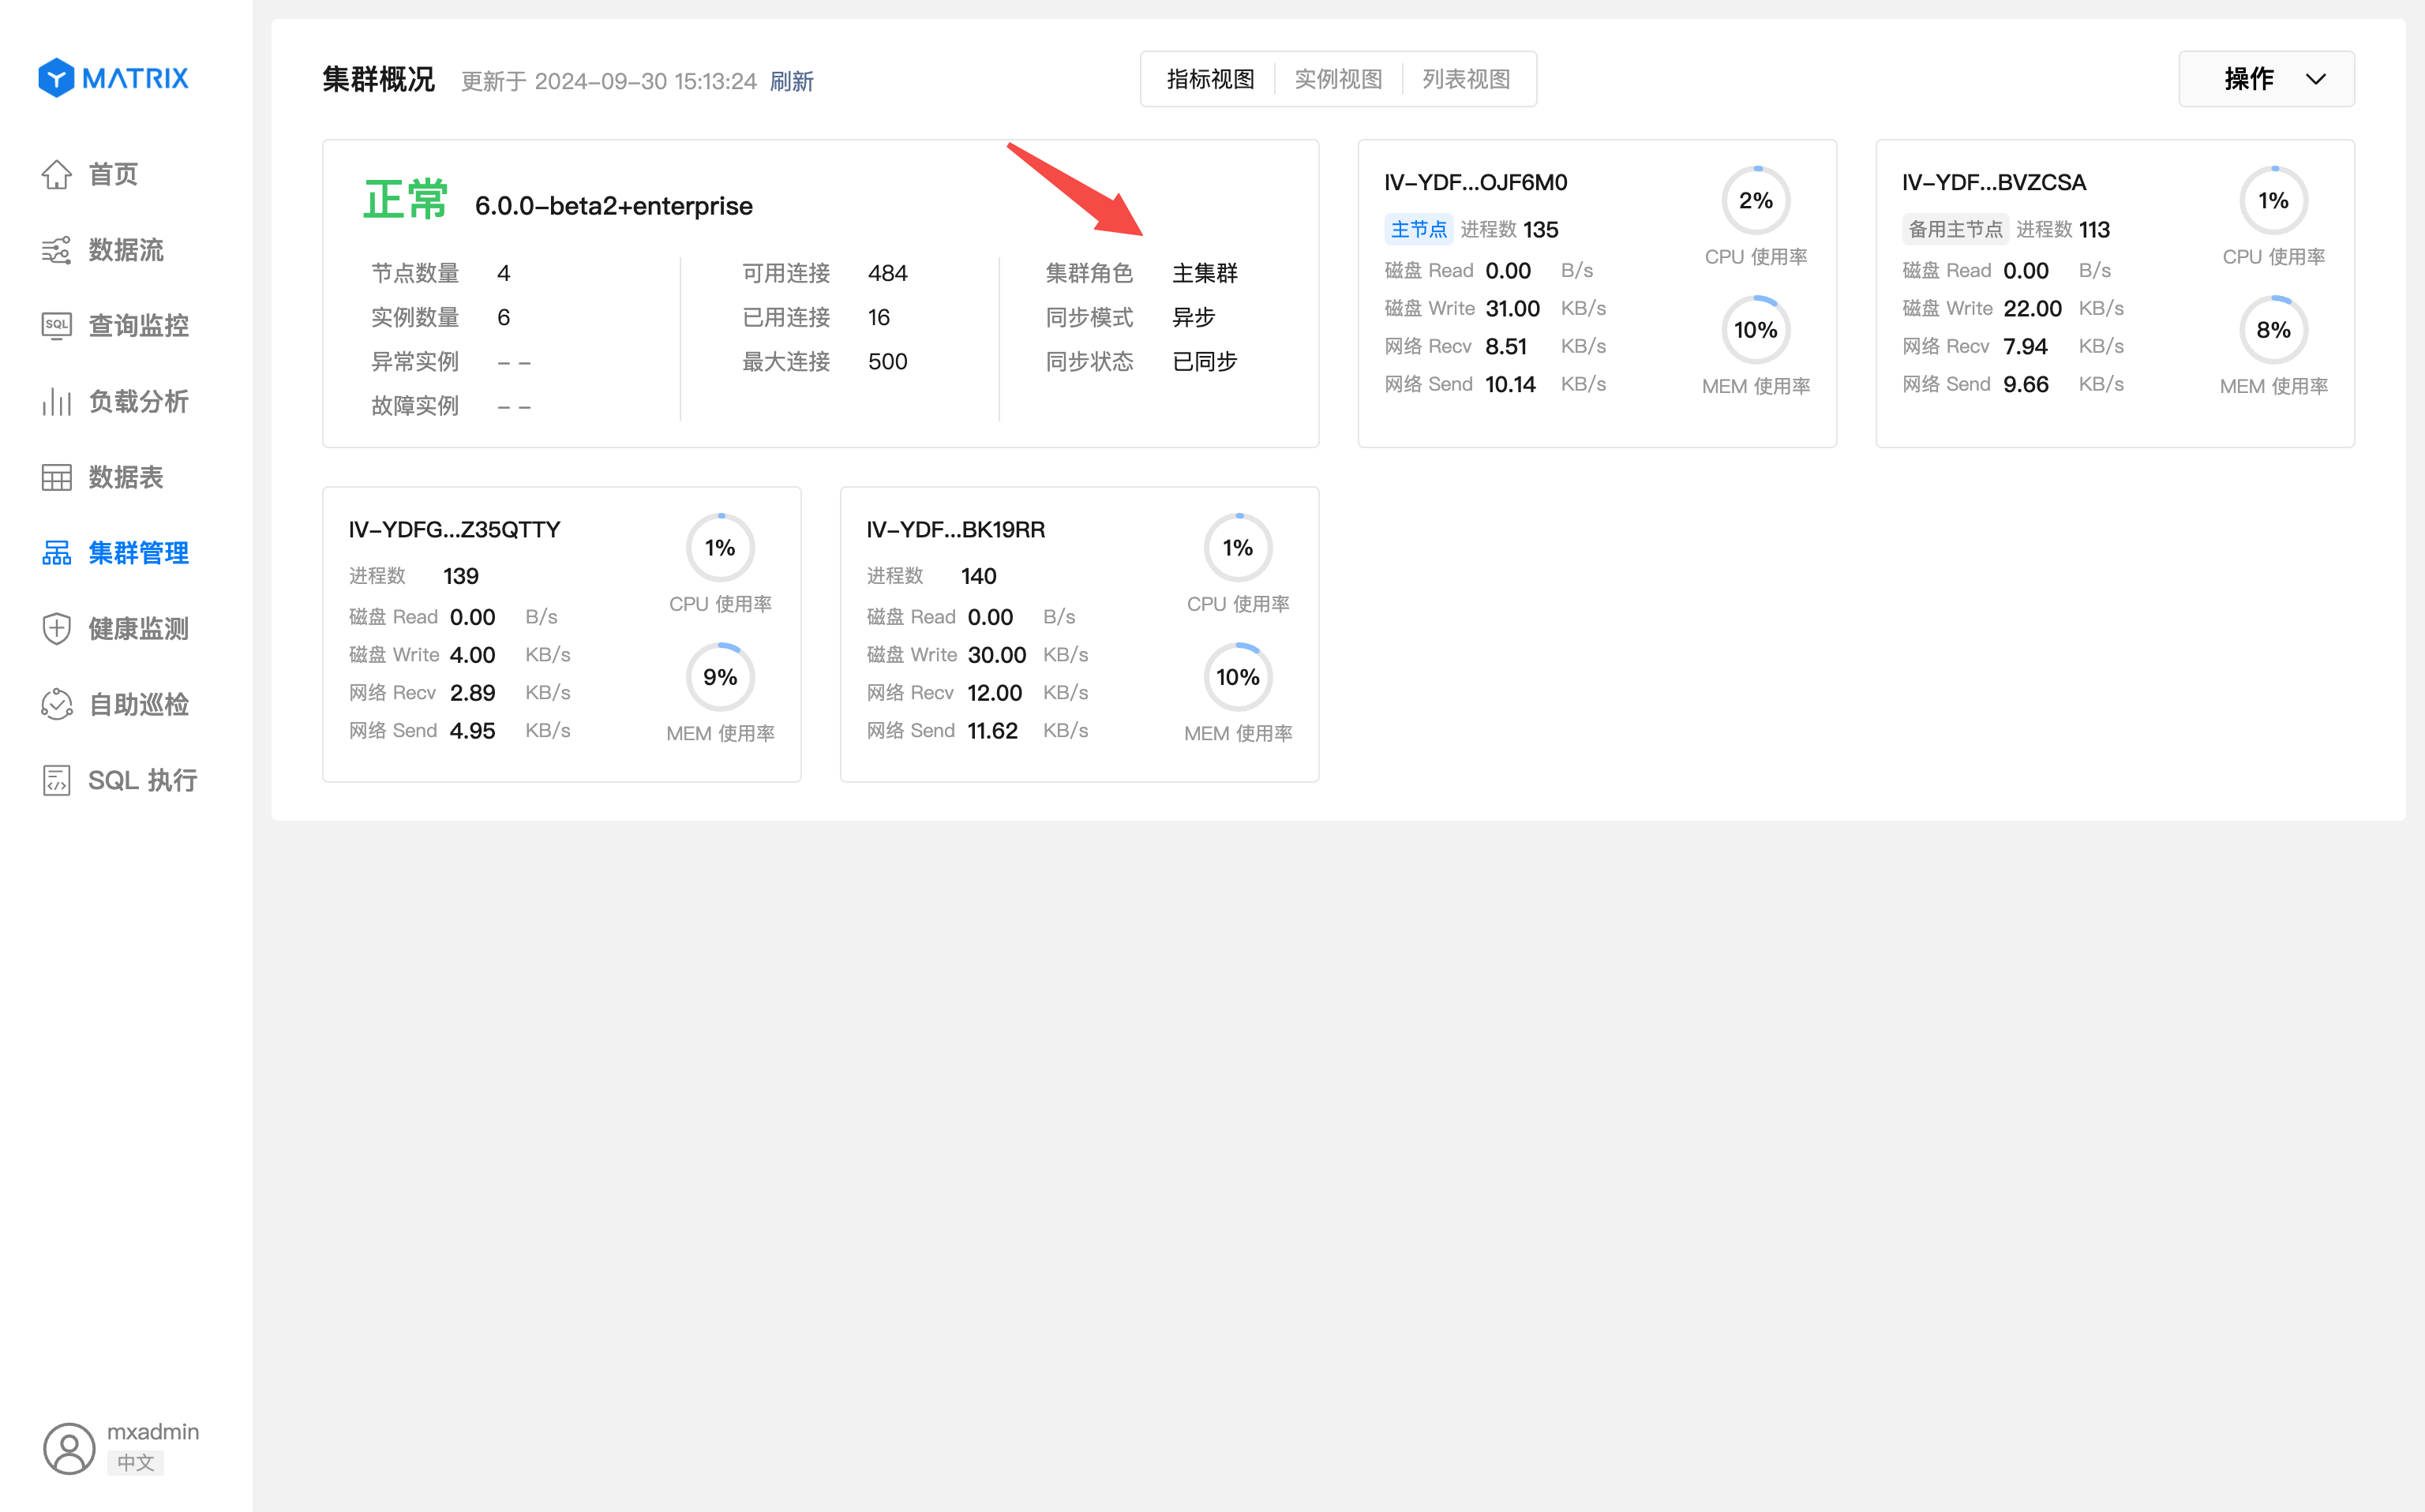 MATRIX
首页
数据流
SQL
查询监控
负载分析
数据表
集群管理
健康监测
自助巡检
SQL 执行
mxadmin
中文
集群概况 更新于 2024-09-30 15:13:24 刷新
指标视图 实例视图 列表视图
操作
正常 6.0.0-beta2+enterprise
节点数量 4
实例数量 6
异常实例 – –
故障实例 – –
可用连接 484
已用连接 16
最大连接 500
集群角色 主集群
同步模式 异步
同步状态 已同步
IV-YDF...OJF6M0
主节点 进程数 135
磁盘 Read 0.00 B/s
磁盘 Write 31.00 KB/s
网络 Recv 8.51 KB/s
网络 Send 10.14 KB/s
2%
CPU 使用率
10%
MEM 使用率
IV-YDF...BVZCSA
备用主节点 进程数 113
磁盘 Read 0.00 B/s
磁盘 Write 22.00 KB/s
网络 Recv 7.94 KB/s
网络 Send 9.66 KB/s
1%
CPU 使用率
8%
MEM 使用率
IV-YDFG...Z35QTTY
进程数 139
磁盘 Read 0.00 B/s
磁盘 Write 4.00 KB/s
网络 Recv 2.89 KB/s
网络 Send 4.95 KB/s
1%
CPU 使用率
9%
MEM 使用率
IV-YDF...BK19RR
进程数 140
磁盘 Read 0.00 B/s
磁盘 Write 30.00 KB/s
网络 Recv 12.00 KB/s
网络 Send 11.62 KB/s
1%
CPU 使用率
10%
MEM 使用率